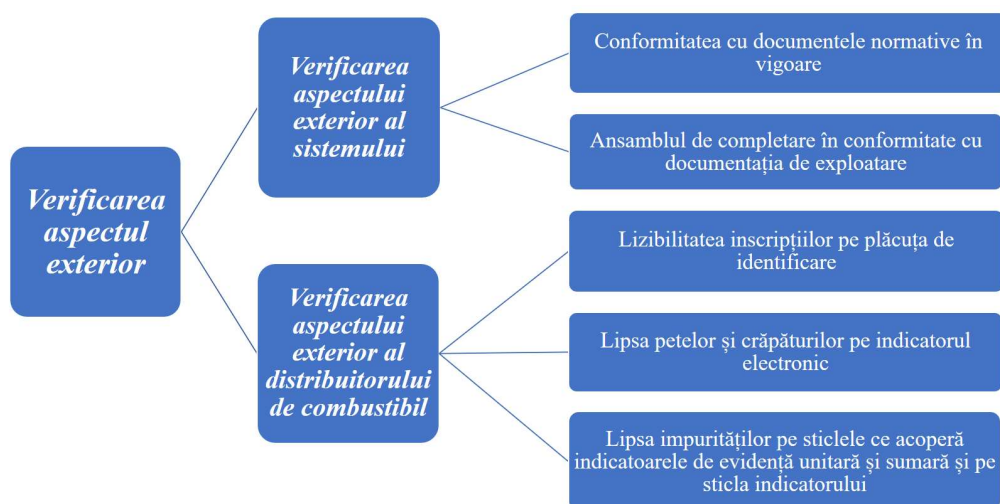 Verificarea
aspectul
exterior
Verificarea
aspectului
exterior al
sistemului
Conformitatea cu documentele normative în
vigoare
Ansamblul de completare în conformitate cu
documentația de exploatare
Verificarea
aspectului
exterior al
distribuitorului
de combustibil
Lizibilitatea inscripțiilor pe plăcuța de
identificare
Lipsa petelor și crăpăturilor pe indicatorul
electronic
Lipsa impurităților pe sticlele ce acoperă
indicatoarele de evidență unitară și sumară și pe
sticla indicatorului